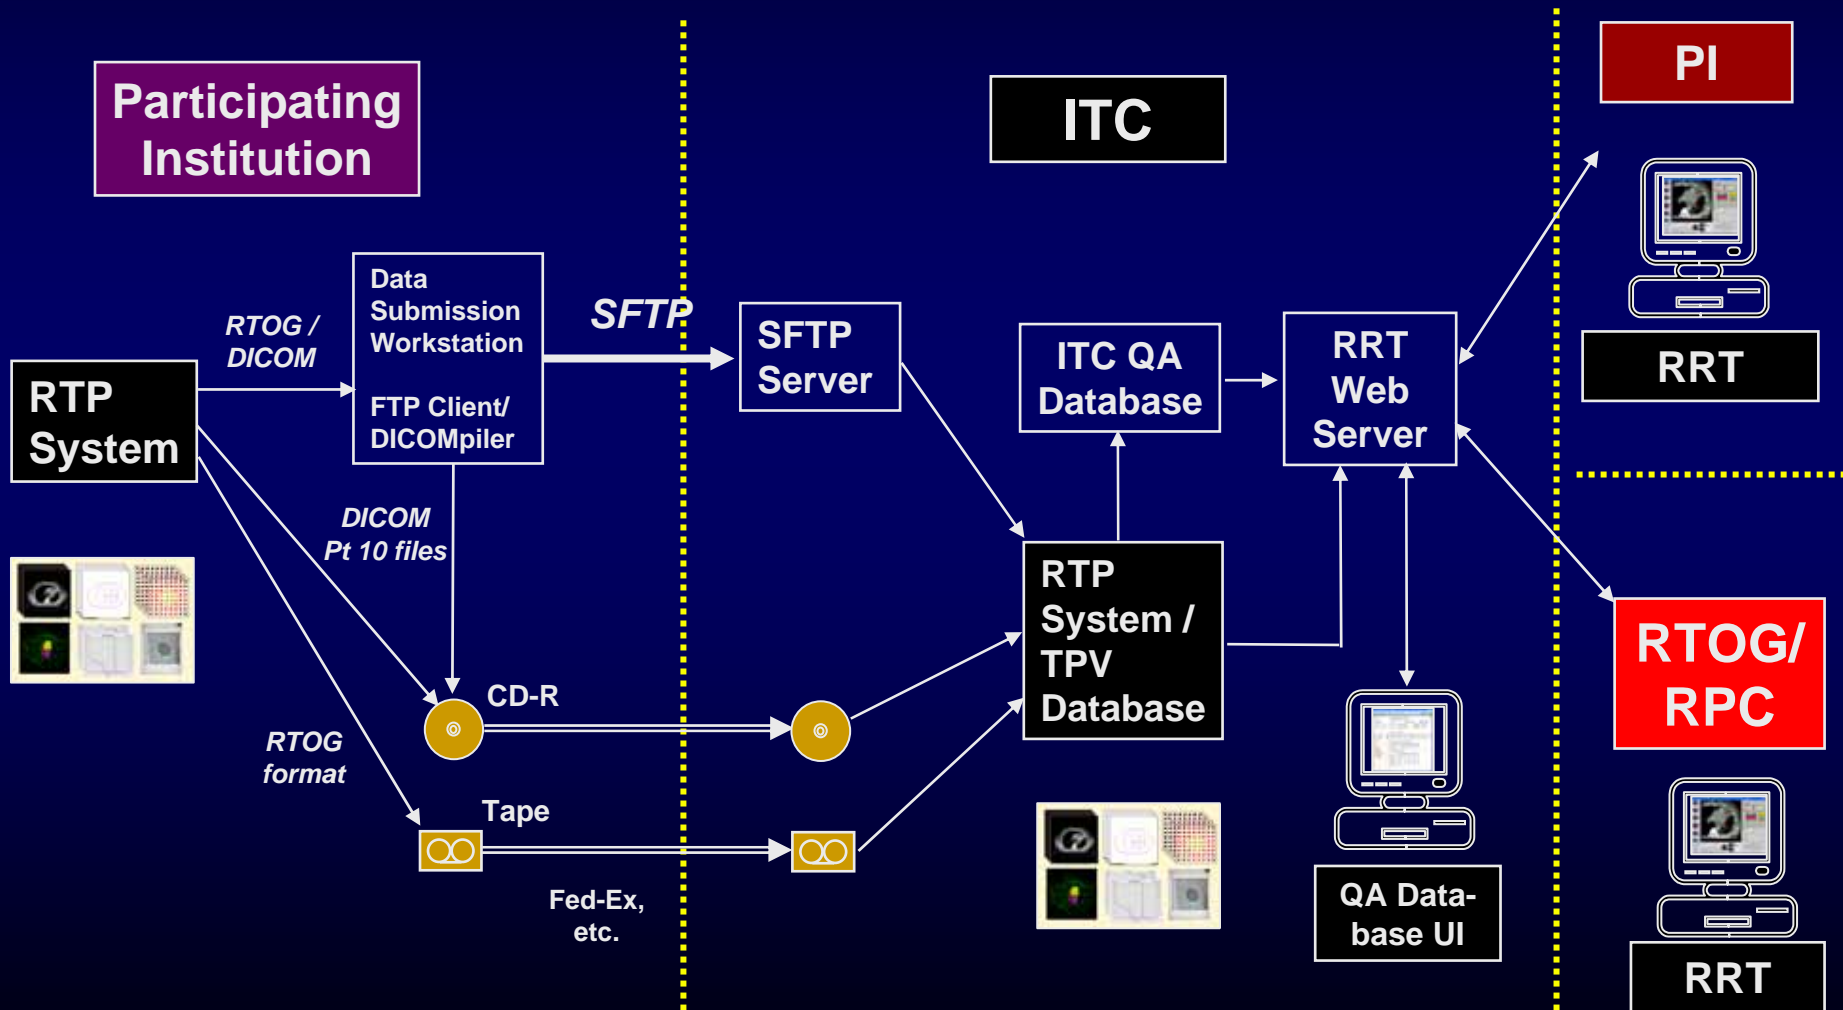 Participating
Institution
ITC
PI
RTP
System
RTOG /
DICOM
Data
Submission
Workstation
FTP Client/
DICOMpiler
SFTP
SFTP
Server
ITC QA
Database
RRT
Web
Server
RRT
DICOM
Pt 10 files
RTP
System /
TPV
Database
RTOG/
RPC
CD-R
RTOG
format
Tape
Fed-Ex,
etc.
QA Data-
base UI
RRT